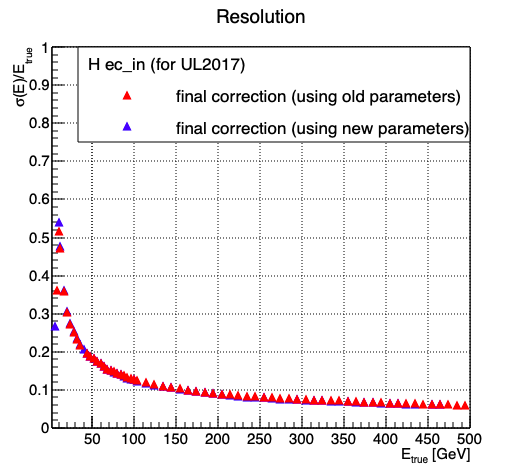 Resolution
σ(E)/E_true
1
0.9
0.8
0.7
0.6
0.5
0.4
0.3
0.2
0.1
0
H ec_in (for UL2017)
final correction (using old parameters)
final correction (using new parameters)
50 100 150 200 250 300 350 400 450 500
E_true [GeV]